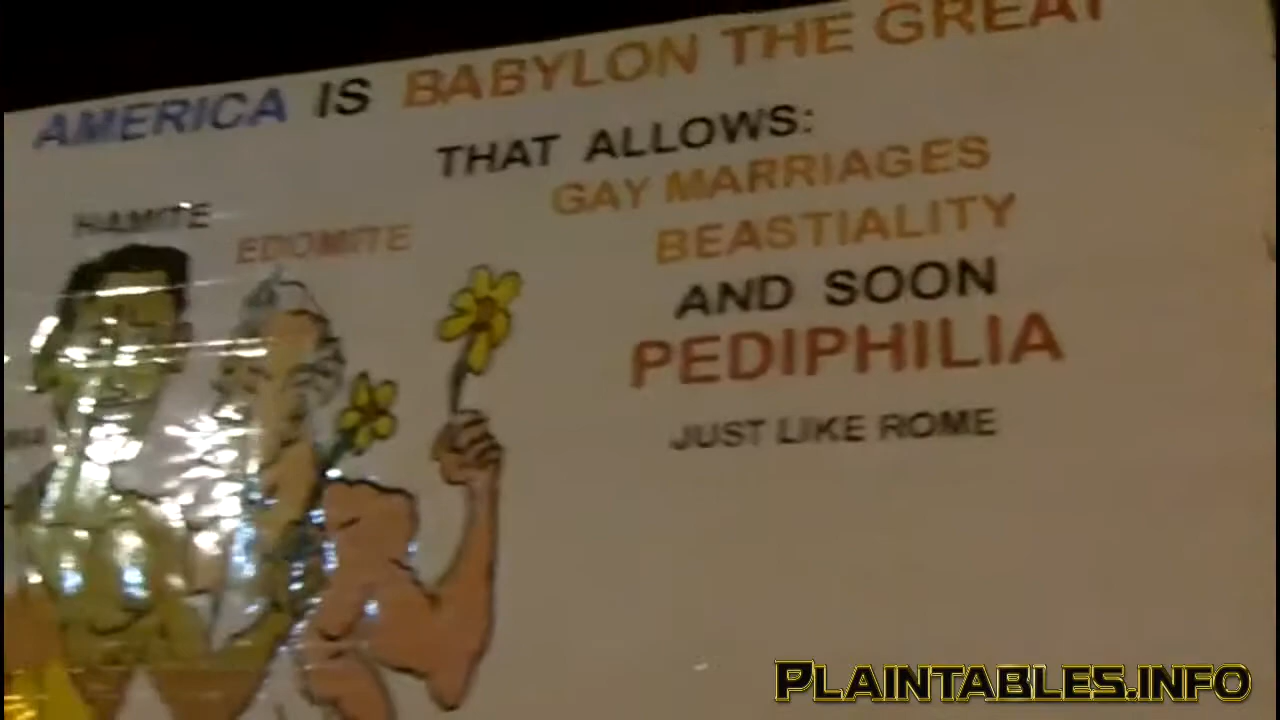 AMERICA IS BABYLON THE GREAT
THAT ALLOWS:
GAY MARRIAGES
BEASTIALITY
AND SOON
PEDIPHILIA
JUST LIKE ROME
HAMITE
EDOMITE
PLAINTABLES.INFO